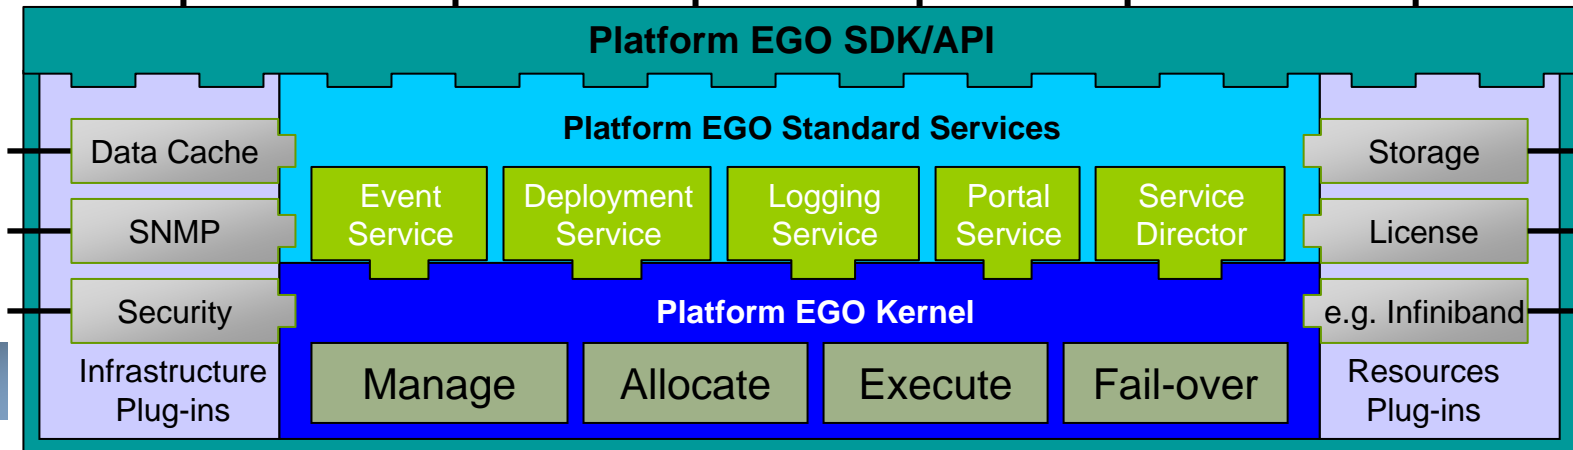 Platform EGO SDK/API
Platform EGO Standard Services
Data Cache
SNMP
Security
Infrastructure
Plug-ins
Event
Service
Deployment
Service
Logging
Service
Portal
Service
Service
Director
Platform EGO Kernel
Manage
Allocate
Execute
Fail-over
Storage
License
e.g. Infiniband
Resources
Plug-ins